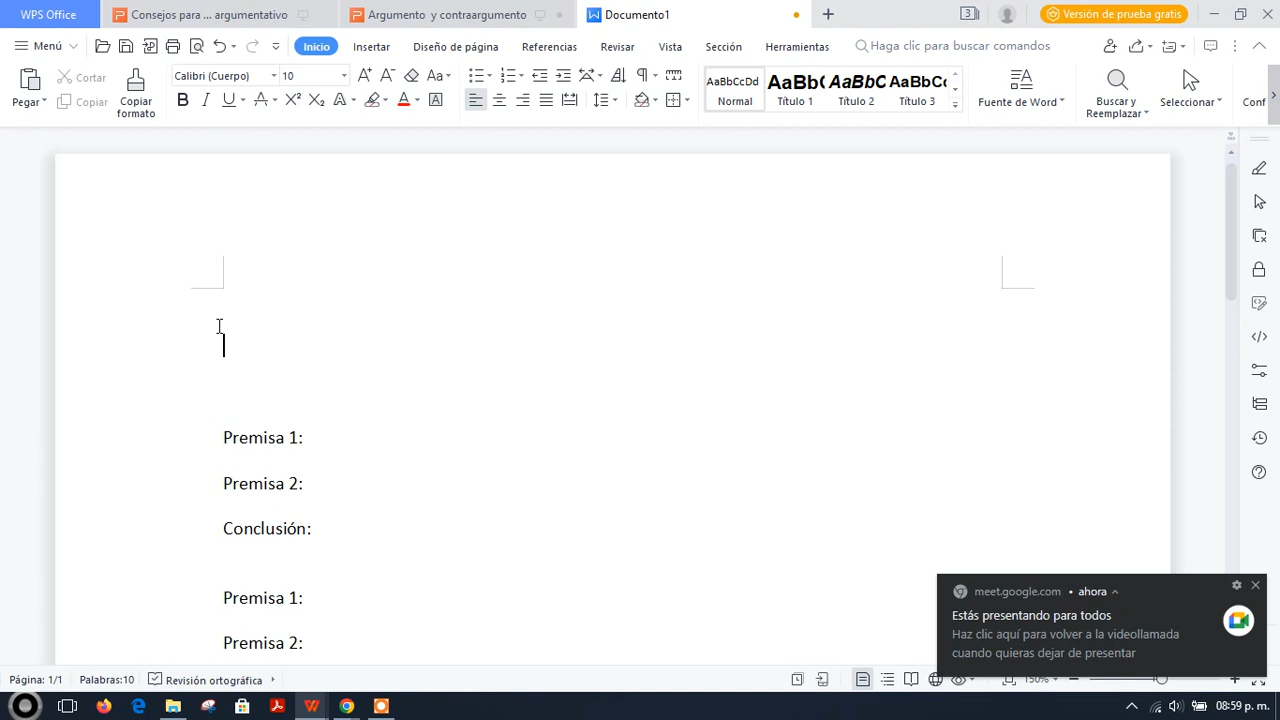 WPS Office Consejos para ... argumentativo Argumento y contraargumento Documento1 3 Versión de prueba gratis
Menú Inicio Insertar Diseño de página Referencias Revisar Vista Sección Herramientas Haga clic para buscar comandos
Pegar Cortar Copiar Copiar formato Calibri (Cuerpo) 10 AaBbCcDd Normal AaBb( Título 1 AaBbC Título 2 AaBbCc Título 3 Fuente de Word Buscar y Reemplazar Seleccionar Conf
Premisa 1:
Premisa 2:
Conclusión:
Premisa 1:
Premisa 2:
meet.google.com • ahora
Estás presentando para todos
Haz clic aquí para volver a la videollamada
cuando quieras dejar de presentar
Página: 1/1 Palabras:10 Revisión ortográfica 150%
08:59 p. m.